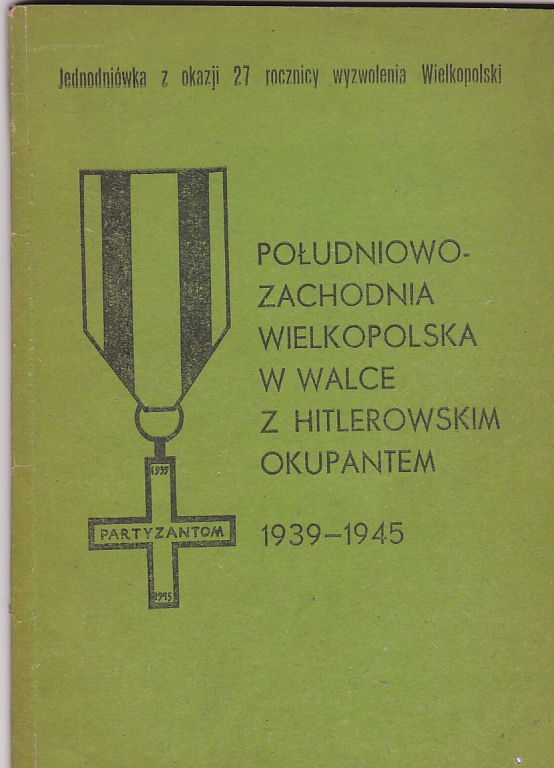 Jednodniówka z okazji 27 rocznicy wyzwolenia Wielkopolski
POŁUDNIOWO-
ZACHODNIA
WIELKOPOLSKA
W WALCE
Z HITLEROWSKIM
OKUPANTEM
1939–1945
1939
PARTYZANTOM
1945